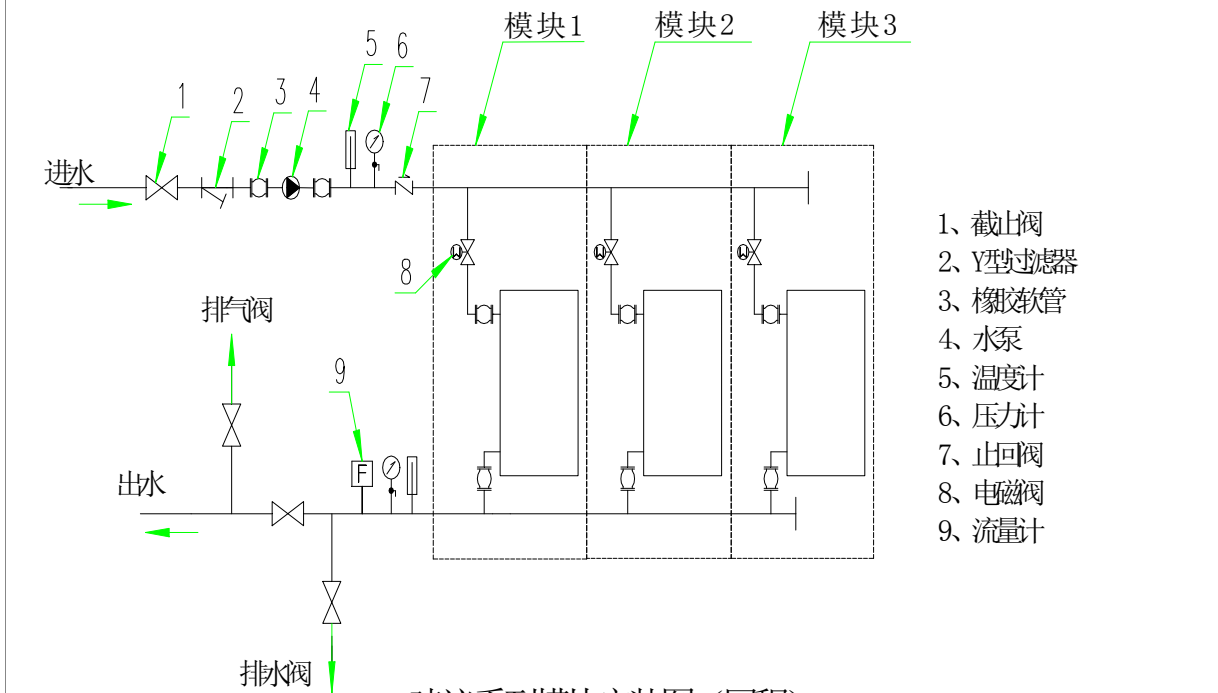 模块1 模块2 模块3
1 2 3 4 5 6 7
进水
8
排气阀
9
F
出水
排水阀
1、截止阀
2、Y型过滤器
3、橡胶软管
4、水泵
5、温度计
6、压力计
7、止回阀
8、电磁阀
9、流量计